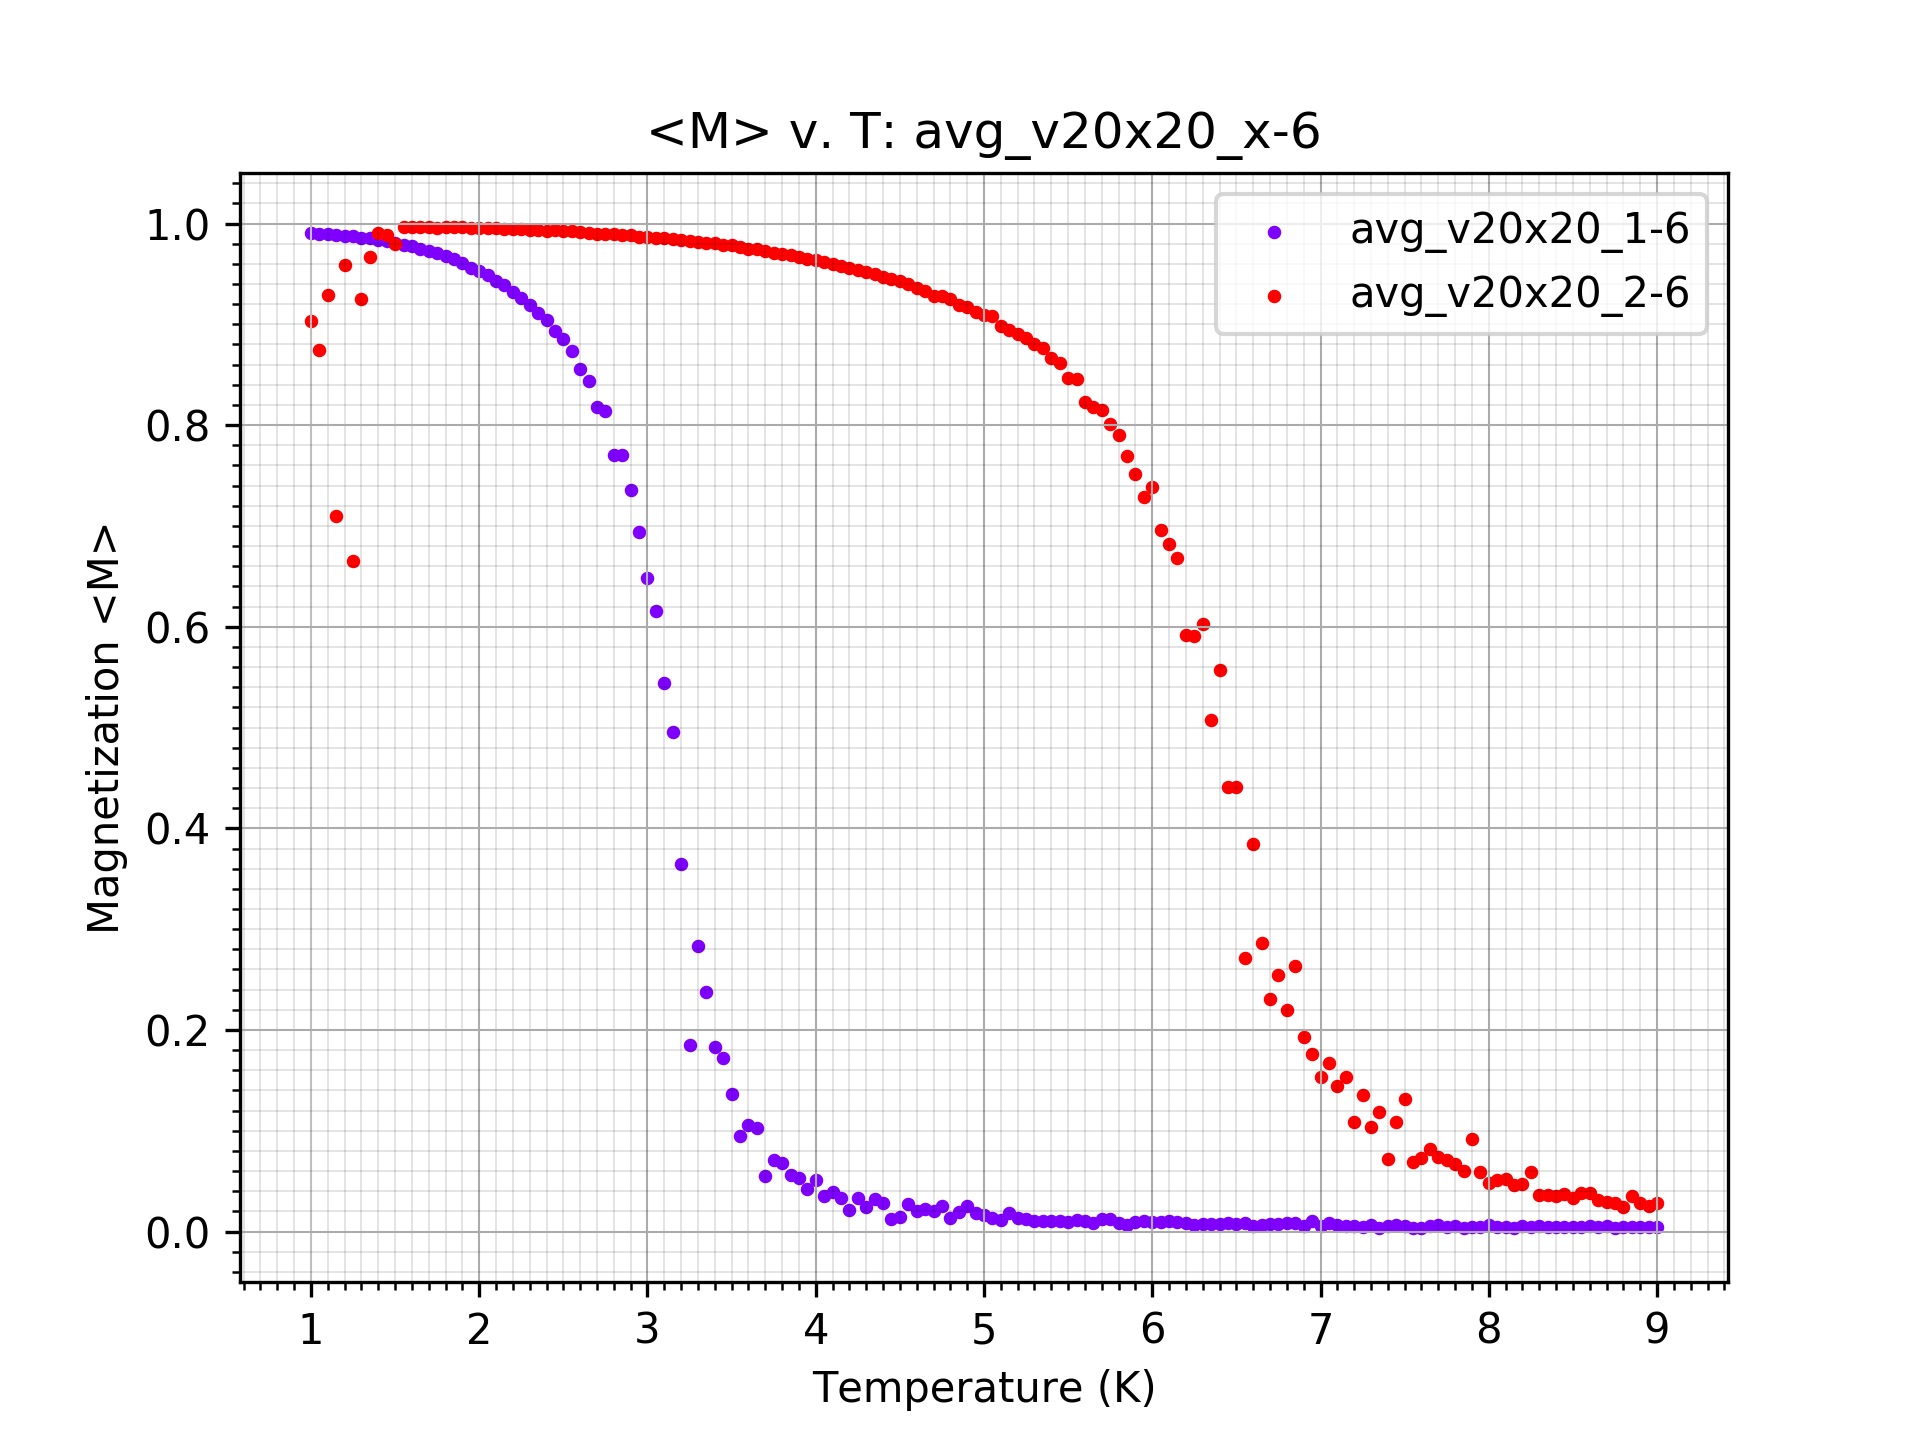 <M> v. T: avg_v20x20_x-6
avg_v20x20_1-6
avg_v20x20_2-6
Magnetization <M>
1.0
0.8
0.6
0.4
0.2
0.0
1 2 3 4 5 6 7 8 9
Temperature (K)